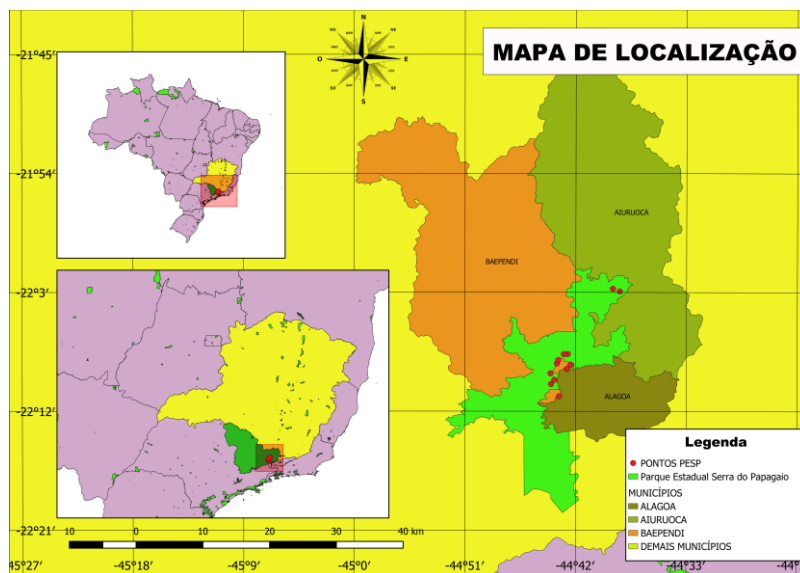 MAPA DE LOCALIZAÇÃO
N
O
E
S
-21°45′
-21°54′
-22°3′
-22°12′
-22°21′
AIURUOCA
BAEPENDI
ALAGOA
Legenda
PONTOS PESP
Parque Estadual Serra do Papagaio
MUNICÍPIOS
ALAGOA
AIURUOCA
BAEPENDI
DEMAIS MUNICÍPIOS
10 0 10 20 30 40 km
-45°27′ -45°18′ -45°9′ -45°0′ -44°51′ -44°42′ -44°33′